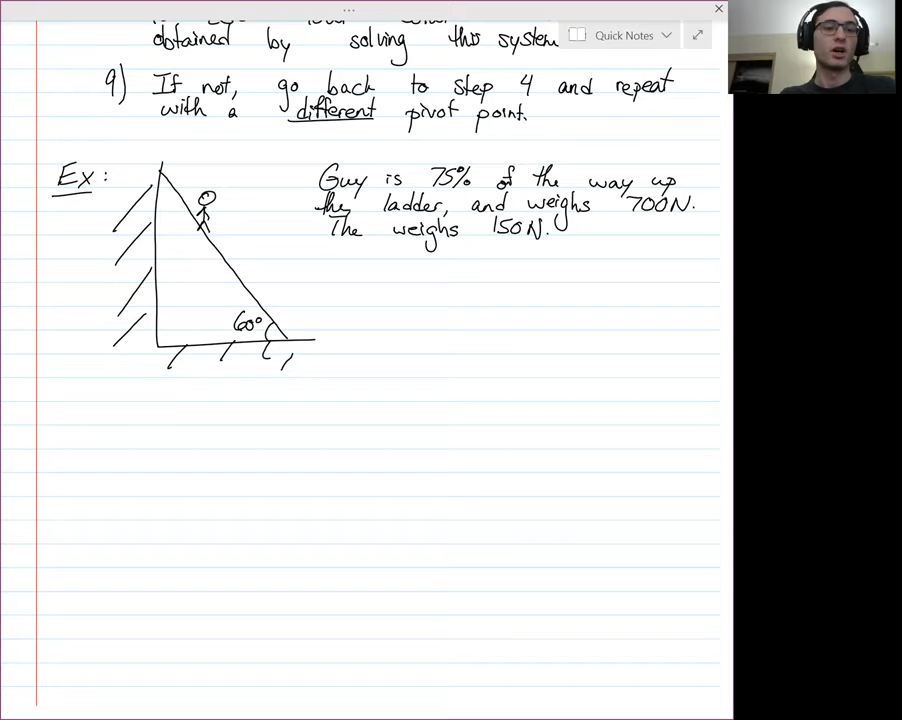 obtained by solving this system
Quick Notes
9) If not, go back to step 4 and repeat
with a different pivot point.
Ex: Guy is 75% of the way up
the ladder, and weighs 700N.
The weighs 150N.
60°